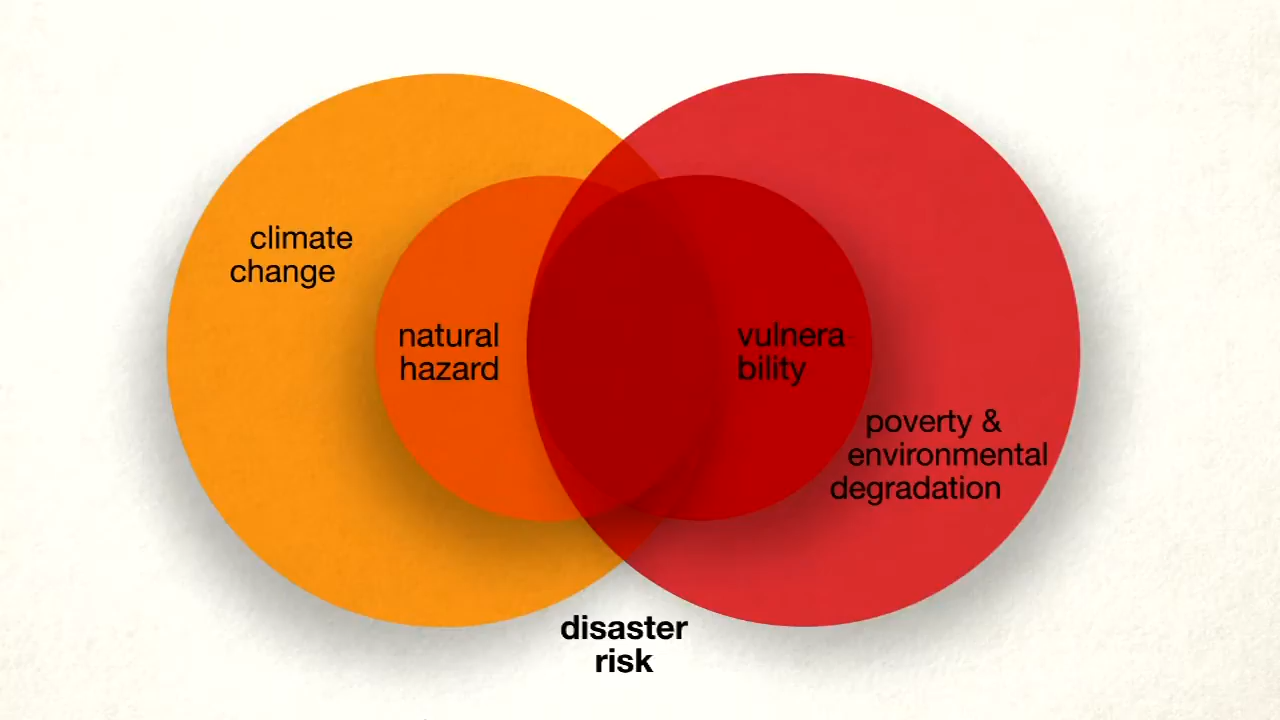 climate
change
natural
hazard
vulnera-
bility
poverty &
environmental
degradation
disaster
risk